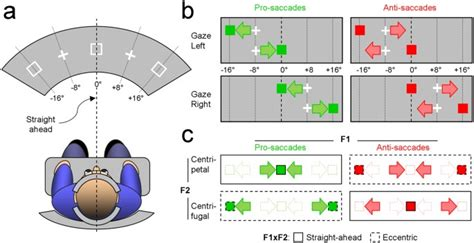 a
-16° -8° 0° +8° +16°
Straight
ahead
b
Pro-saccades Anti-saccades
Gaze
Left
-16° -8° 0° +8° +16° -16° -8° 0° +8° +16°
Gaze
Right
c
F1
Pro-saccades Anti-saccades
Centri-
petal
F2
Centri-
fugal
F1xF2: Straight-ahead Eccentric